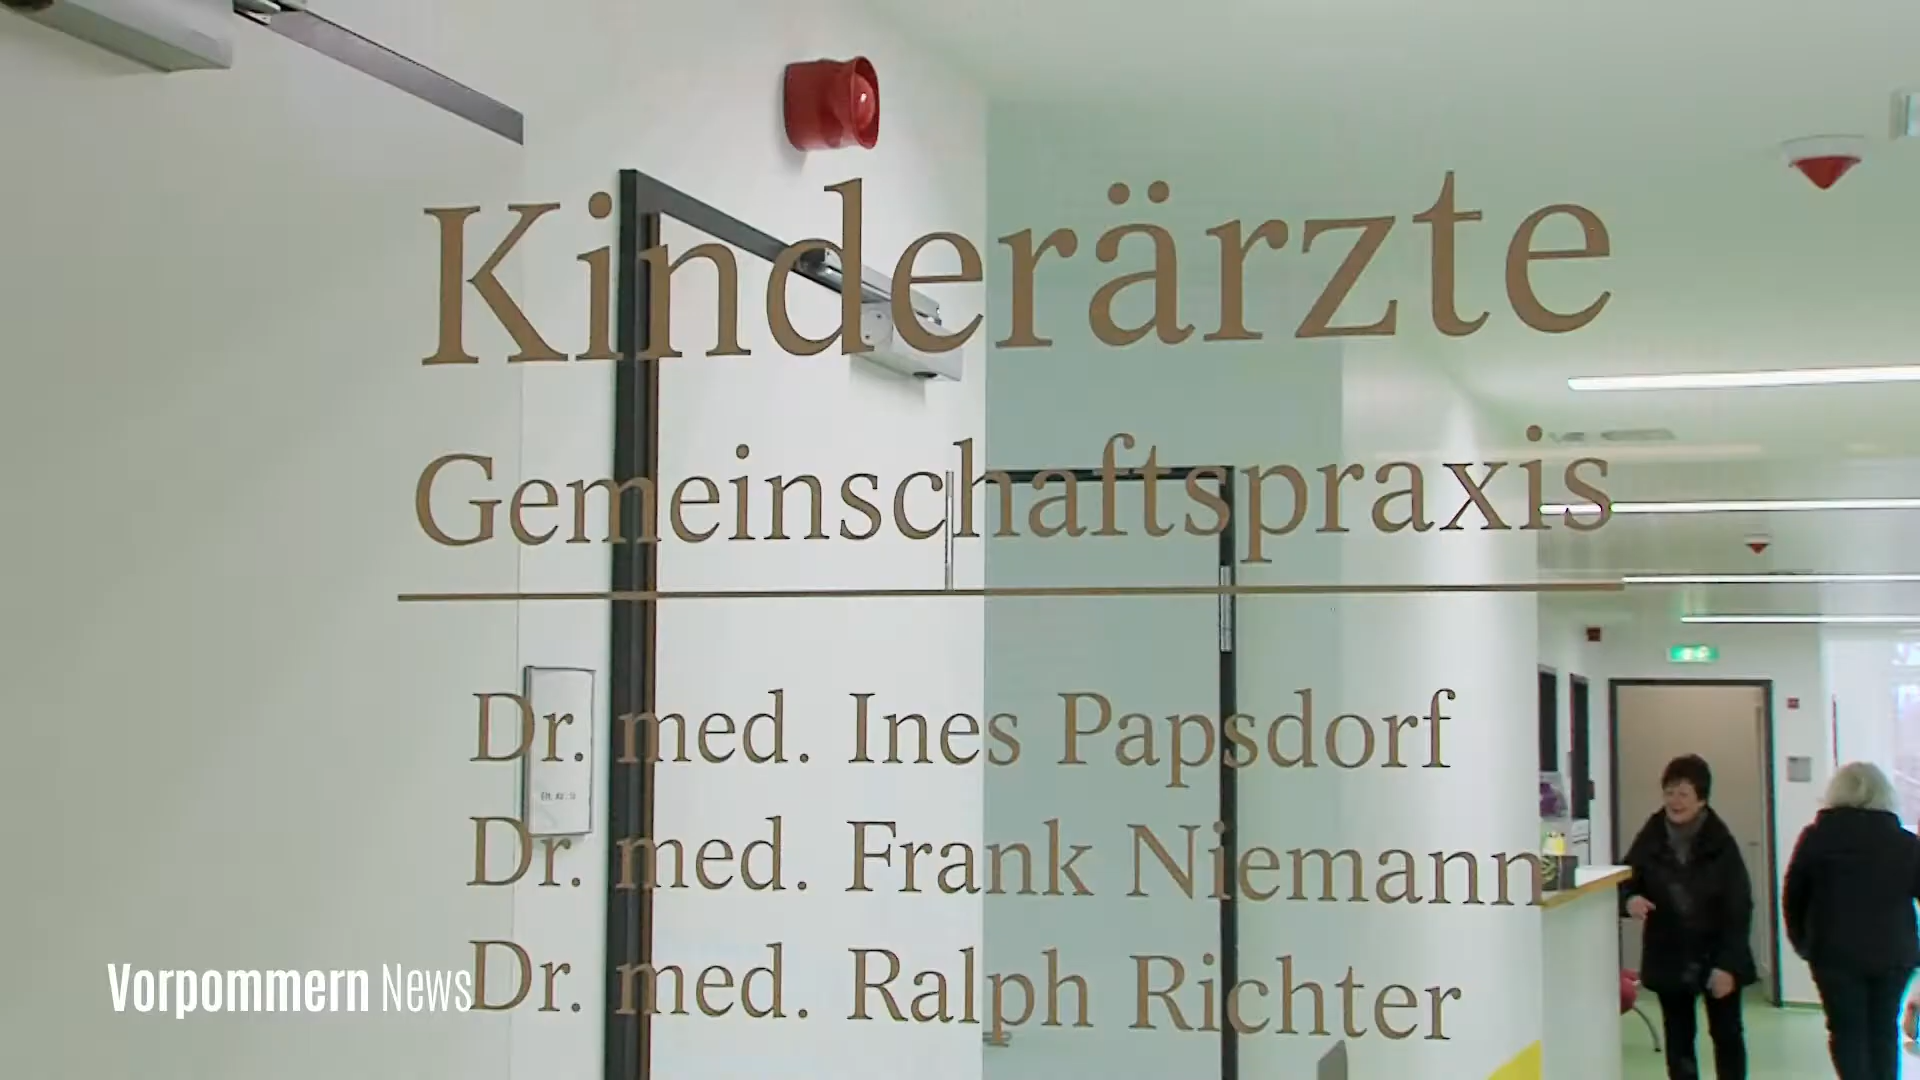 Kinderärzte
Gemeinschaftspraxis
Dr. med. Ines Papsdorf
Dr. med. Frank Niemann
Dr. med. Ralph Richter
Vorpommern News